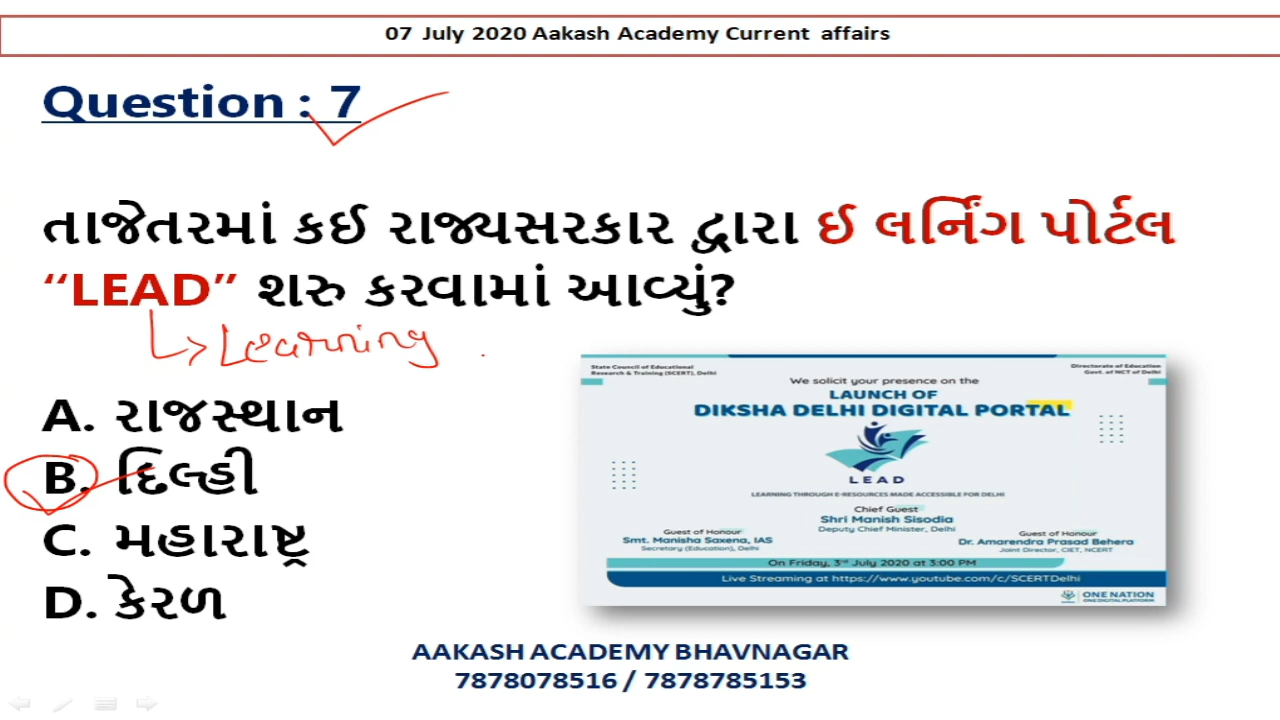 07 July 2020 Aakash Academy Current affairs
Question : 7
તાજેતરમાં કઈ રાજ્યસરકાર દ્વારા ઈ લર્નિંગ પોર્ટલ
“LEAD” શરુ કરવામાં આવ્યું?
Learning
A. રાજસ્થાન
B. દિલ્હી
C. મહારાષ્ટ્ર
D. કેરળ
State Council of Educational
Research & Training (SCERT), Delhi
Directorate of Education
Govt. of NCT of Delhi
We solicit your presence on the
LAUNCH OF
DIKSHA DELHI DIGITAL PORTAL
LEAD
LEARNING THROUGH E-RESOURCES MADE ACCESSIBLE FOR DELHI
Chief Guest
Shri Manish Sisodia
Deputy Chief Minister, Delhi
Guest of Honour
Smt. Manisha Saxena, IAS
Secretary (Education), Delhi
Guest of Honour
Dr. Amarendra Prasad Behera
Joint Director, CIET, NCERT
On Friday, 3rd July 2020 at 3:00 PM
Live Streaming at https://www.youtube.com/c/SCERTDelhi
ONE NATION
ONE DIGITAL PLATFORM
AAKASH ACADEMY BHAVNAGAR
7878078516 / 7878785153